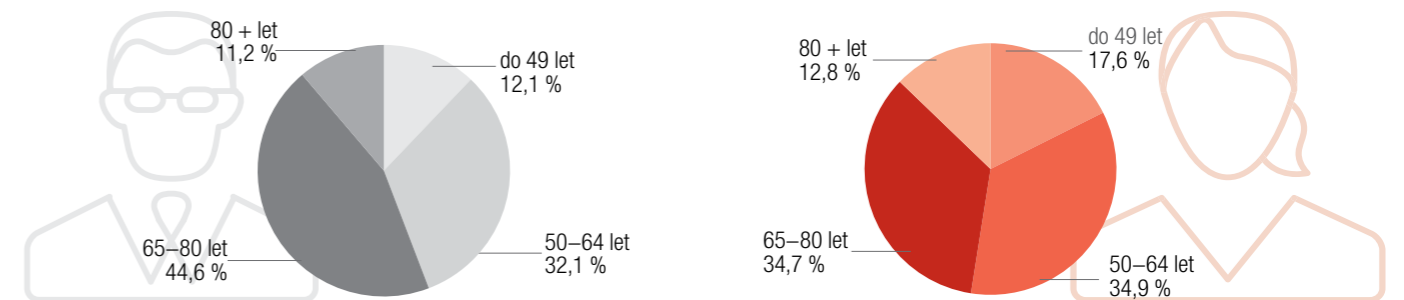 80 + let
11,2 %
do 49 let
12,1 %
65–80 let
44,6 %
50–64 let
32,1 %
80 + let
12,8 %
do 49 let
17,6 %
65–80 let
34,7 %
50–64 let
34,9 %